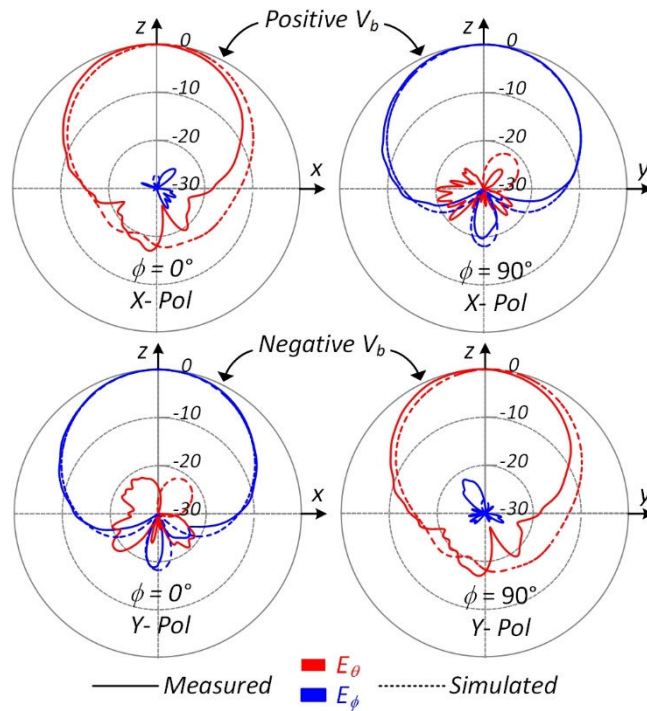 Positive V_b
z 0
-10
-20
-30
x
ϕ = 0°
X- Pol
z 0
-10
-20
-30
y
ϕ = 90°
X- Pol
Negative V_b
z 0
-10
-20
-30
x
ϕ = 0°
Y- Pol
z 0
-10
-20
-30
y
ϕ = 90°
Y- Pol
E_θ
Measured
E_ϕ
Simulated